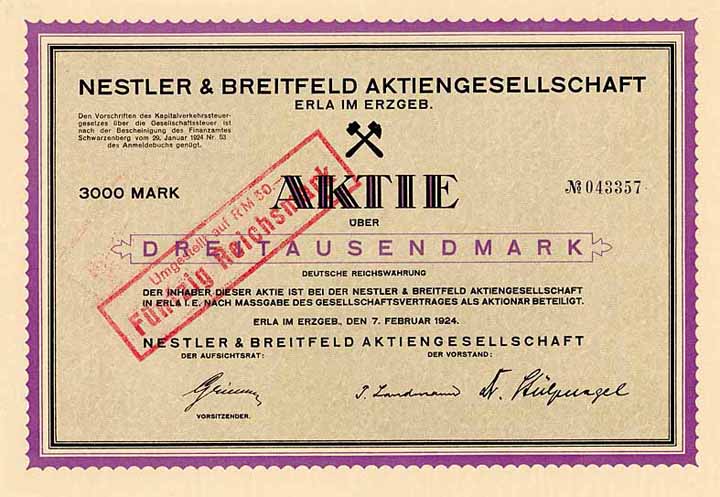 NESTLER & BREITFELD AKTIENGESELLSCHAFT
ERLA IM ERZGEB.
Den Vorschriften des Kapitalverkehrssteuer-
gesetzes über die Gesellschaftssteuer ist
nach der Bescheinigung des Finanzamtes
Schwarzenberg vom 29. Januar 1924 Nr. 53
des Anmeldebuchs genügt.
3000 MARK
AKTIE
№ 043357
ÜBER
DREITAUSENDMARK
Umgestellt auf RM 50.—
Fünfzig Reichsmark
DEUTSCHE REICHSWÄHRUNG
DER INHABER DIESER AKTIE IST BEI DER NESTLER & BREITFELD AKTIENGESELLSCHAFT
IN ERLA I.E. NACH MASSGABE DES GESELLSCHAFTSVERTRAGES ALS AKTIONÄR BETEILIGT.
ERLA IM ERZGEB., DEN 7. FEBRUAR 1924.
NESTLER & BREITFELD AKTIENGESELLSCHAFT
DER AUFSICHTSRAT:
DER VORSTAND:
Landmann
Stülpnagel
VORSITZENDER.